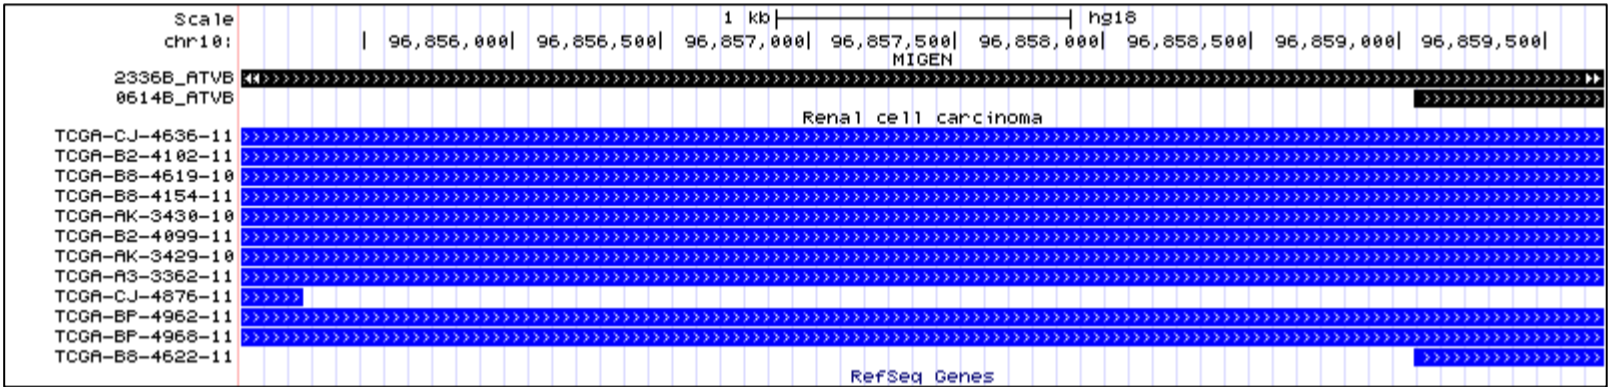 Scale 1 kb hg18
chr10: | 96,856,000| 96,856,500| 96,857,000| 96,857,500| 96,858,000| 96,858,500| 96,859,000| 96,859,500|
MIGEN
2336B_ATVB
0614B_ATVB
Renal cell carcinoma
TCGA-CJ-4636-11
TCGA-B2-4102-11
TCGA-B8-4619-10
TCGA-B8-4154-11
TCGA-AK-3430-10
TCGA-B2-4099-11
TCGA-AK-3429-10
TCGA-A3-3362-11
TCGA-CJ-4876-11
TCGA-BP-4962-11
TCGA-BP-4968-11
TCGA-B8-4622-11
RefSeq Genes